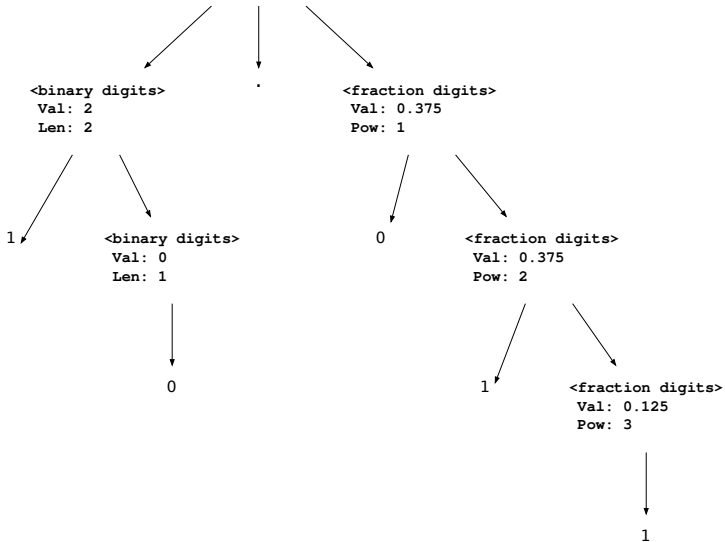 <binary digits>
Val: 2
Len: 2
.
<fraction digits>
Val: 0.375
Pow: 1
1
<binary digits>
Val: 0
Len: 1
0
<fraction digits>
Val: 0.375
Pow: 2
0
1
<fraction digits>
Val: 0.125
Pow: 3
1